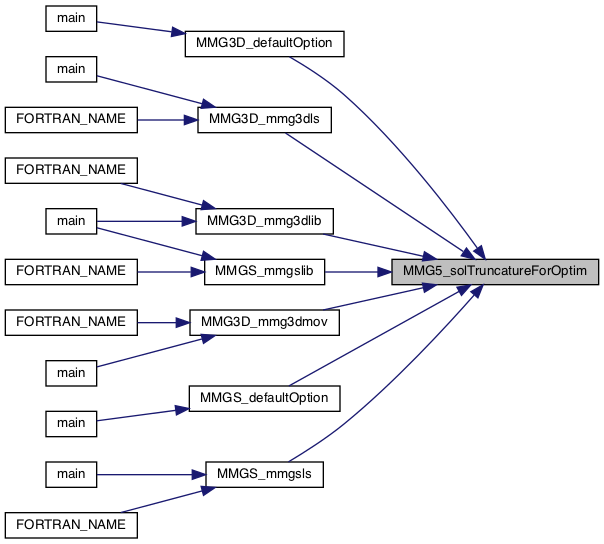 main
MMG3D_defaultOption
main
FORTRAN_NAME
MMG3D_mmg3dls
FORTRAN_NAME
MMG3D_mmg3dlib
main
MMGS_mmgslib
FORTRAN_NAME
MMG5_solTruncatureForOptim
FORTRAN_NAME
MMG3D_mmg3dmov
main
MMGS_defaultOption
main
main
MMGS_mmgsls
FORTRAN_NAME